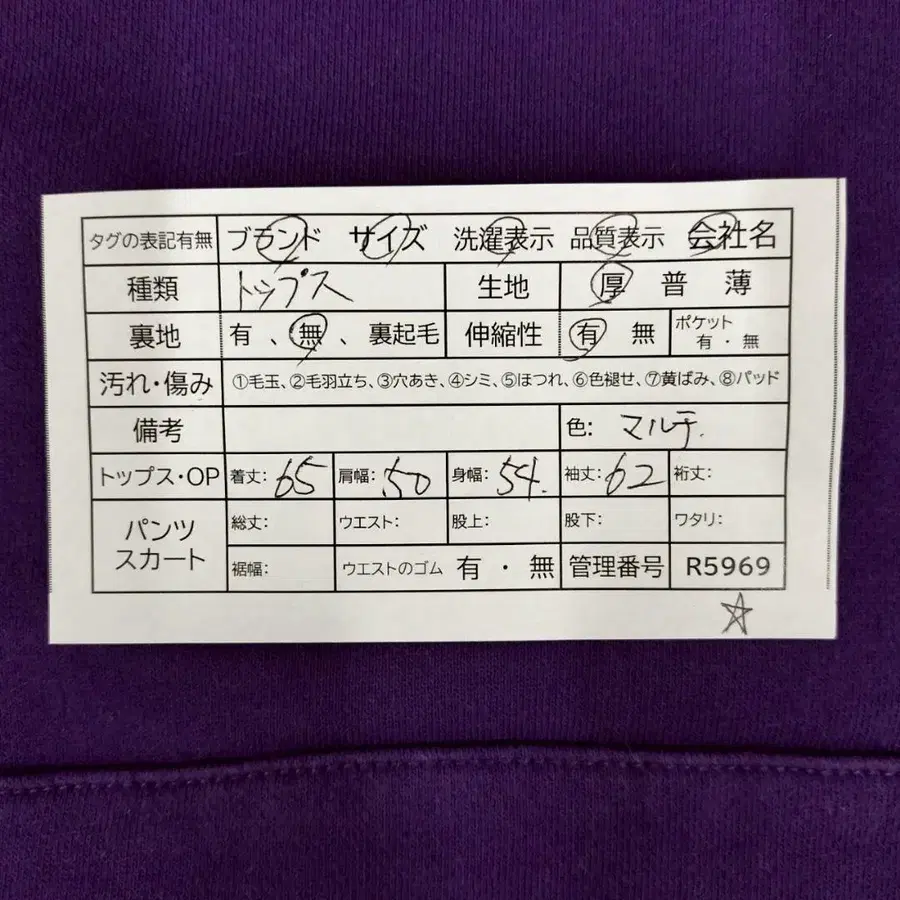 タグの表記有無 ブランド サイズ 洗濯表示 品質表示 会社名
種類 トップス 生地 厚 普 薄
裏地 有 、無 、裏起毛 伸縮性 有 無 ポケット 有・無
汚れ・傷み ①毛玉、②毛羽立ち、③穴あき、④シミ、⑤ほつれ、⑥色褪せ、⑦黄ばみ、⑧パッド
備考 色: マルチ.
トップス・OP 着丈: 65 肩幅: 50 身幅: 54. 袖丈: 62 裄丈:
パンツ スカート 総丈: ウエスト: 股上: 股下: ワタリ:
裾幅: ウエストのゴム 有・無 管理番号 R5969